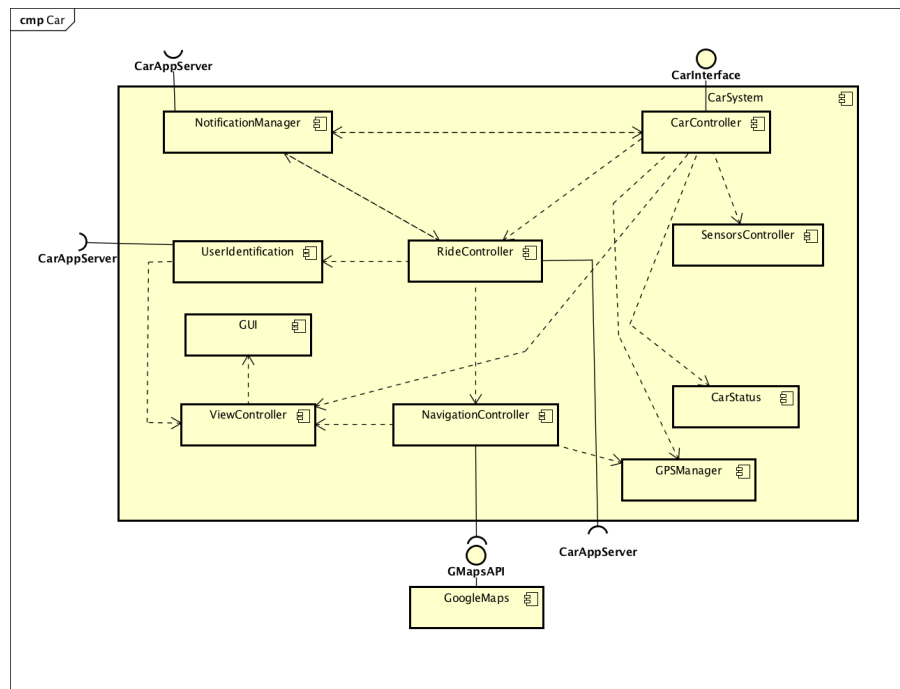 cmp Car
CarAppServer
CarInterface
CarSystem
NotificationManager
CarController
SensorsController
CarAppServer
UserIdentification
RideController
GUI
CarStatus
ViewController
NavigationController
GPSManager
CarAppServer
GMapsAPI
GoogleMaps